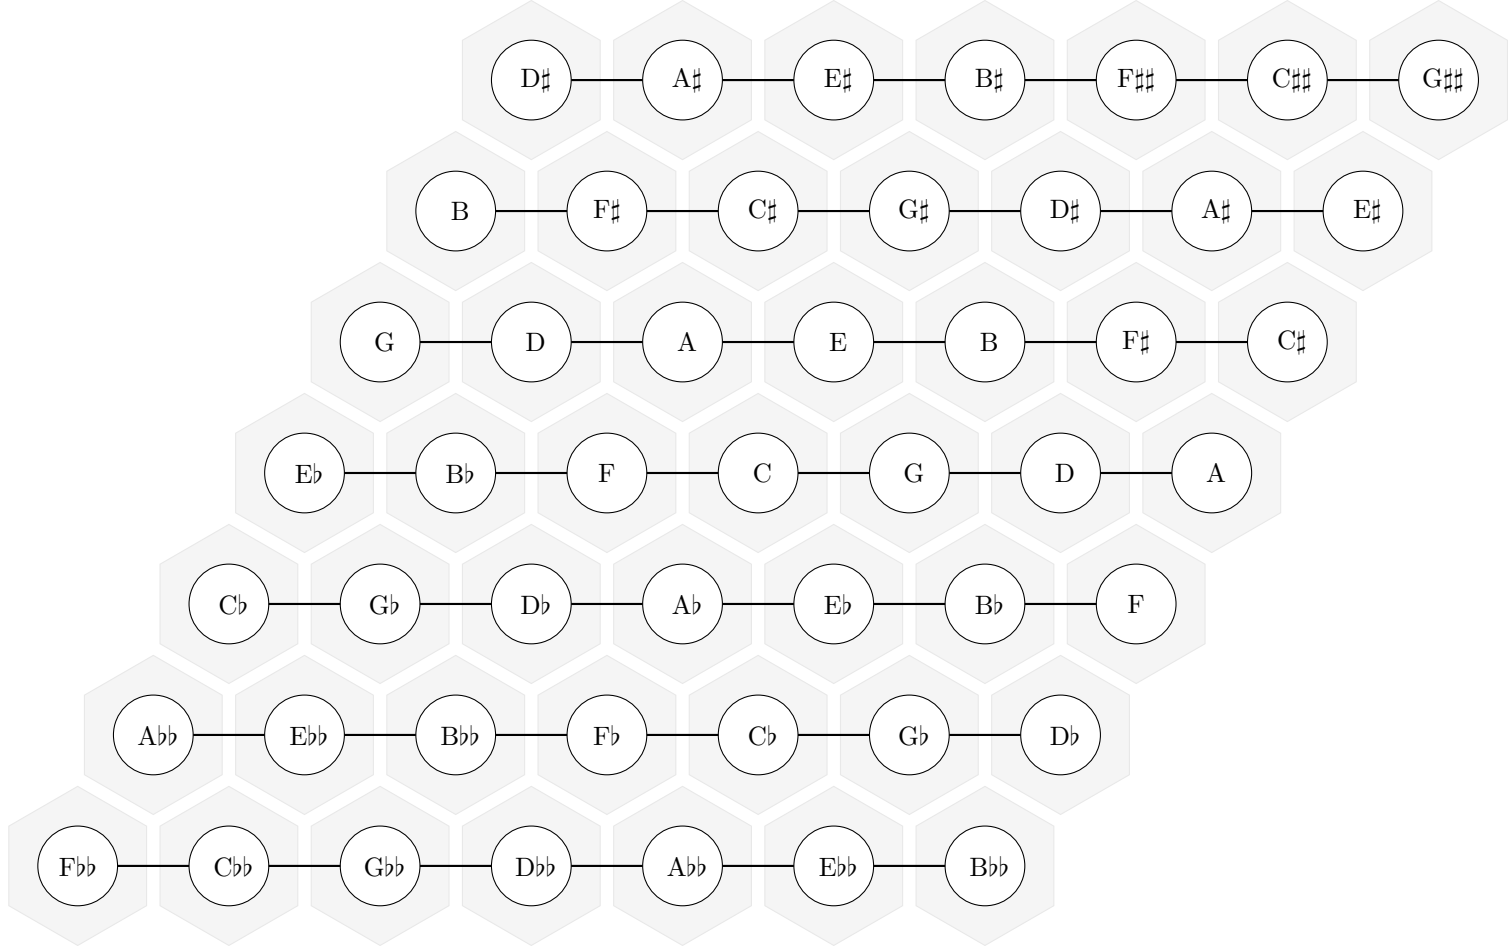 D♯ A♯ E♯ B♯ F♯♯ C♯♯ G♯♯
B F♯ C♯ G♯ D♯ A♯ E♯
G D A E B F♯ C♯
E♭ B♭ F C G D A
C♭ G♭ D♭ A♭ E♭ B♭ F
A♭♭ E♭♭ B♭♭ F♭ C♭ G♭ D♭
F♭♭ C♭♭ G♭♭ D♭♭ A♭♭ E♭♭ B♭♭